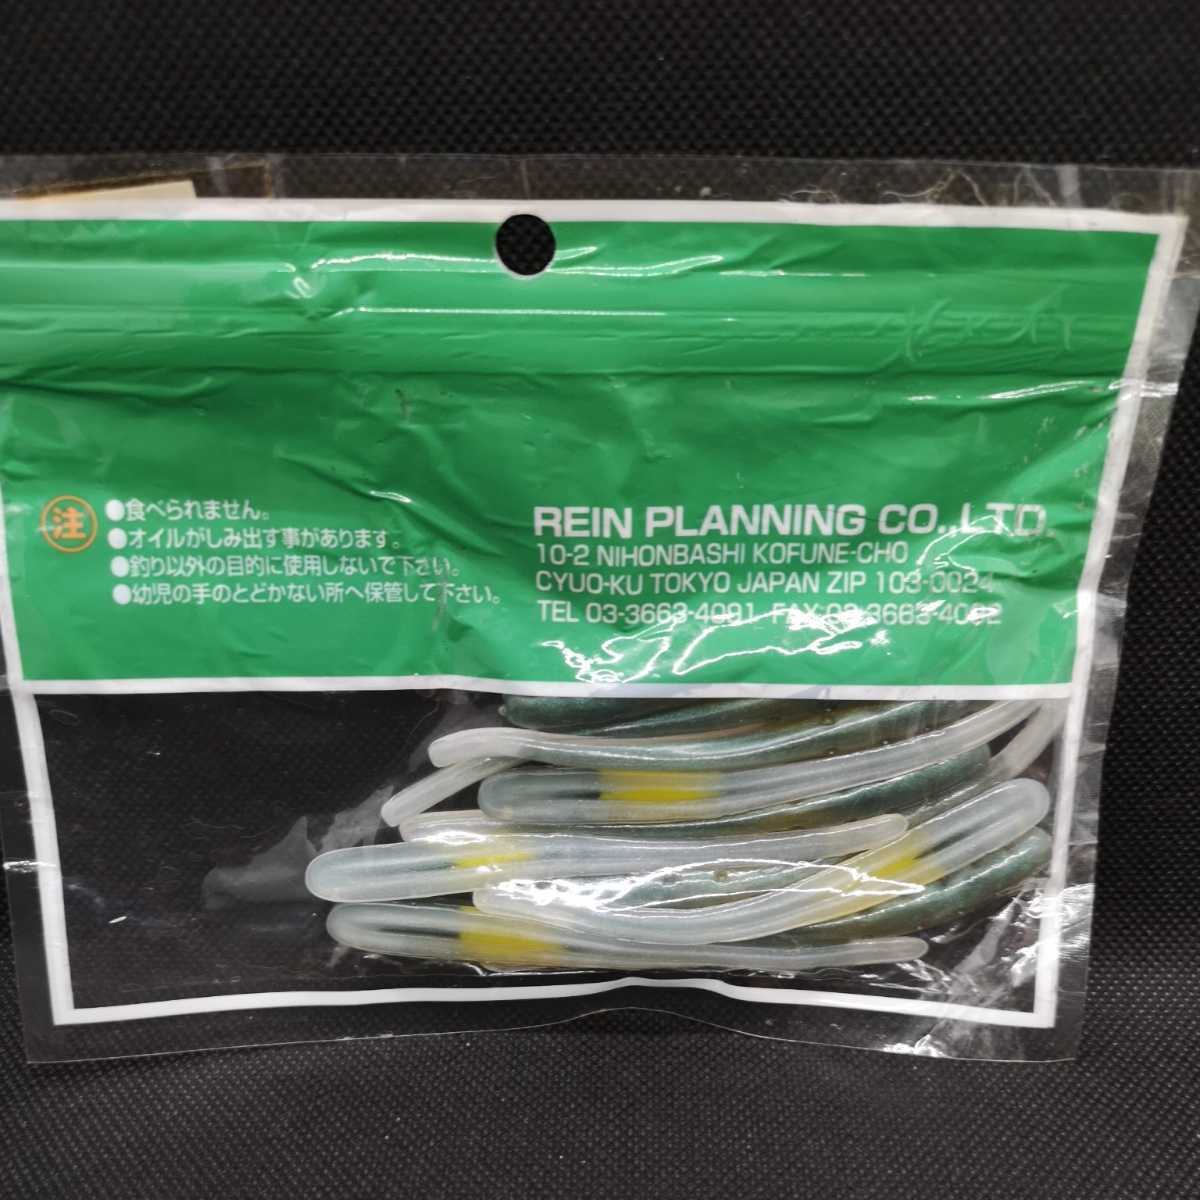 注
●食べられません。
●オイルがしみ出す事があります。
●釣り以外の目的に使用しないで下さい。
●幼児の手のとどかない所へ保管して下さい。
REIN PLANNING CO.,LTD.
10-2 NIHONBASHI KOFUNE-CHO
CYUO-KU TOKYO JAPAN ZIP 103-0024
TEL 03-3663-4091 FAX 03-3663-4092